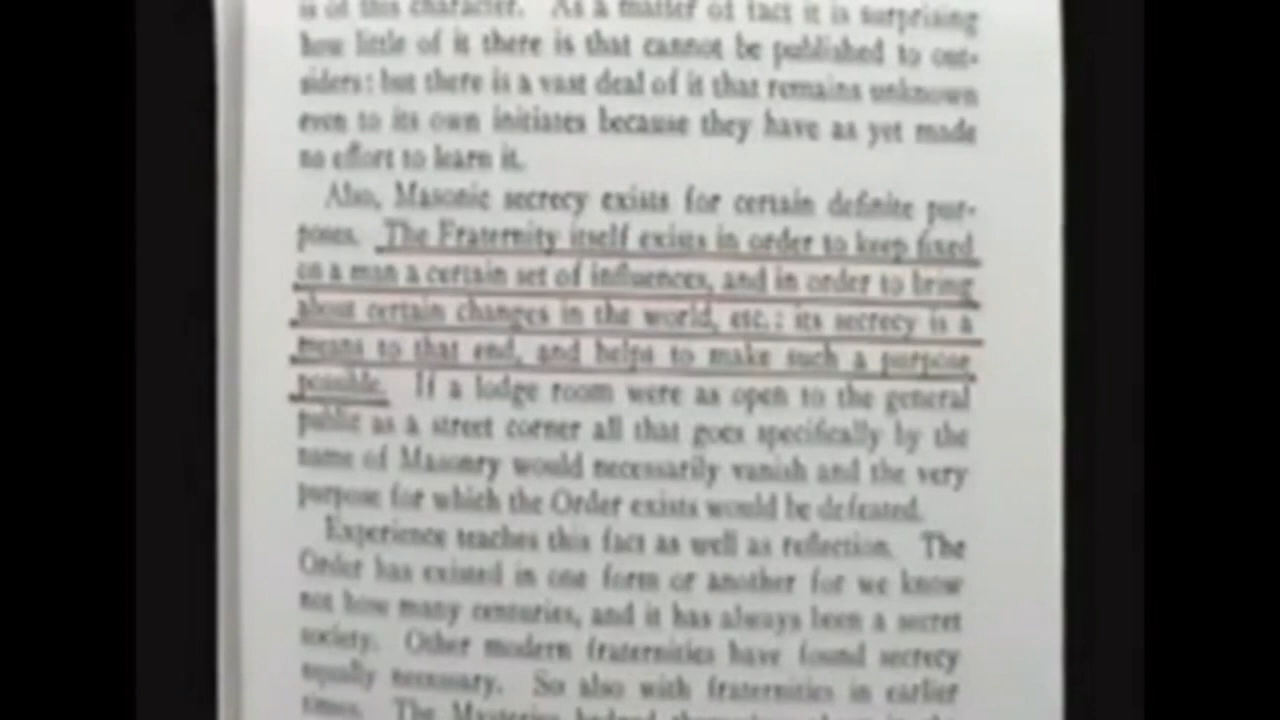 is of this character. As a matter of fact it is surprising
how little of it there is that cannot be published to out-
siders: but there is a vast deal of it that remains unknown
even to its own initiates because they have as yet made
no effort to learn it.
Also, Masonic secrecy exists for certain definite pur-
poses. The Fraternity itself exists in order to keep fixed
on a man a certain set of influences, and in order to bring
about certain changes in the world, etc.: its secrecy is a
means to that end, and helps to make such a purpose
possible. If a lodge room were as open to the general
public as a street corner all that goes specifically by the
name of Masonry would necessarily vanish and the very
purpose for which the Order exists would be defeated.
Experience teaches this fact as well as reflection. The
Order has existed in one form or another for we know
not how many centuries, and it has always been a secret
society. Other modern fraternities have found secrecy
equally necessary. So also with fraternities in earlier
times. The Mysteries